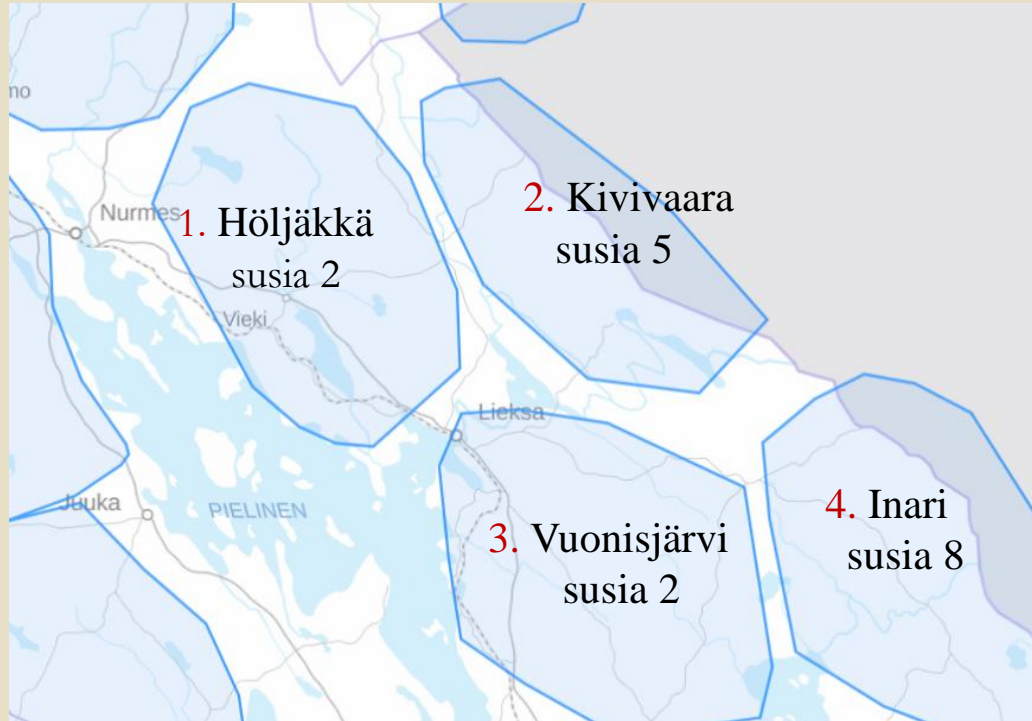 mo
Nurmes
1. Höljäkkä
susia 2
2. Kivivaara
susia 5
Vieki
Lieksa
Juuka
PIELINEN
3. Vuonisjärvi
susia 2
4. Inari
susia 8